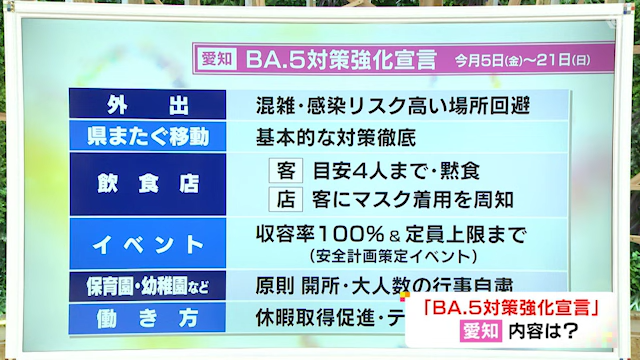 愛知 BA.5対策強化宣言 今月5日(金)～21日(日)
外出 混雑・感染リスク高い場所回避
県またぐ移動 基本的な対策徹底
飲食店 客 目安4人まで・黙食
店 客にマスク着用を周知
イベント 収容率100%&定員上限まで
(安全計画策定イベント)
保育園・幼稚園など 原則 開所・大人数の行事自粛
働き方 休暇取得促進・テ
「BA.5対策強化宣言」
愛知 内容は?